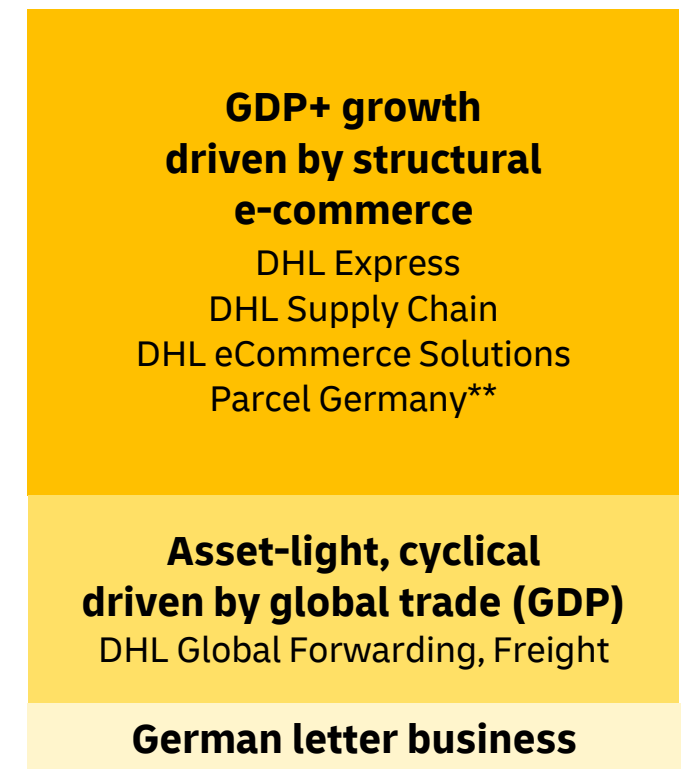 GDP+ growth
driven by structural
e-commerce
DHL Express
DHL Supply Chain
DHL eCommerce Solutions
Parcel Germany**
Asset-light, cyclical
driven by global trade (GDP)
DHL Global Forwarding, Freight
German letter business